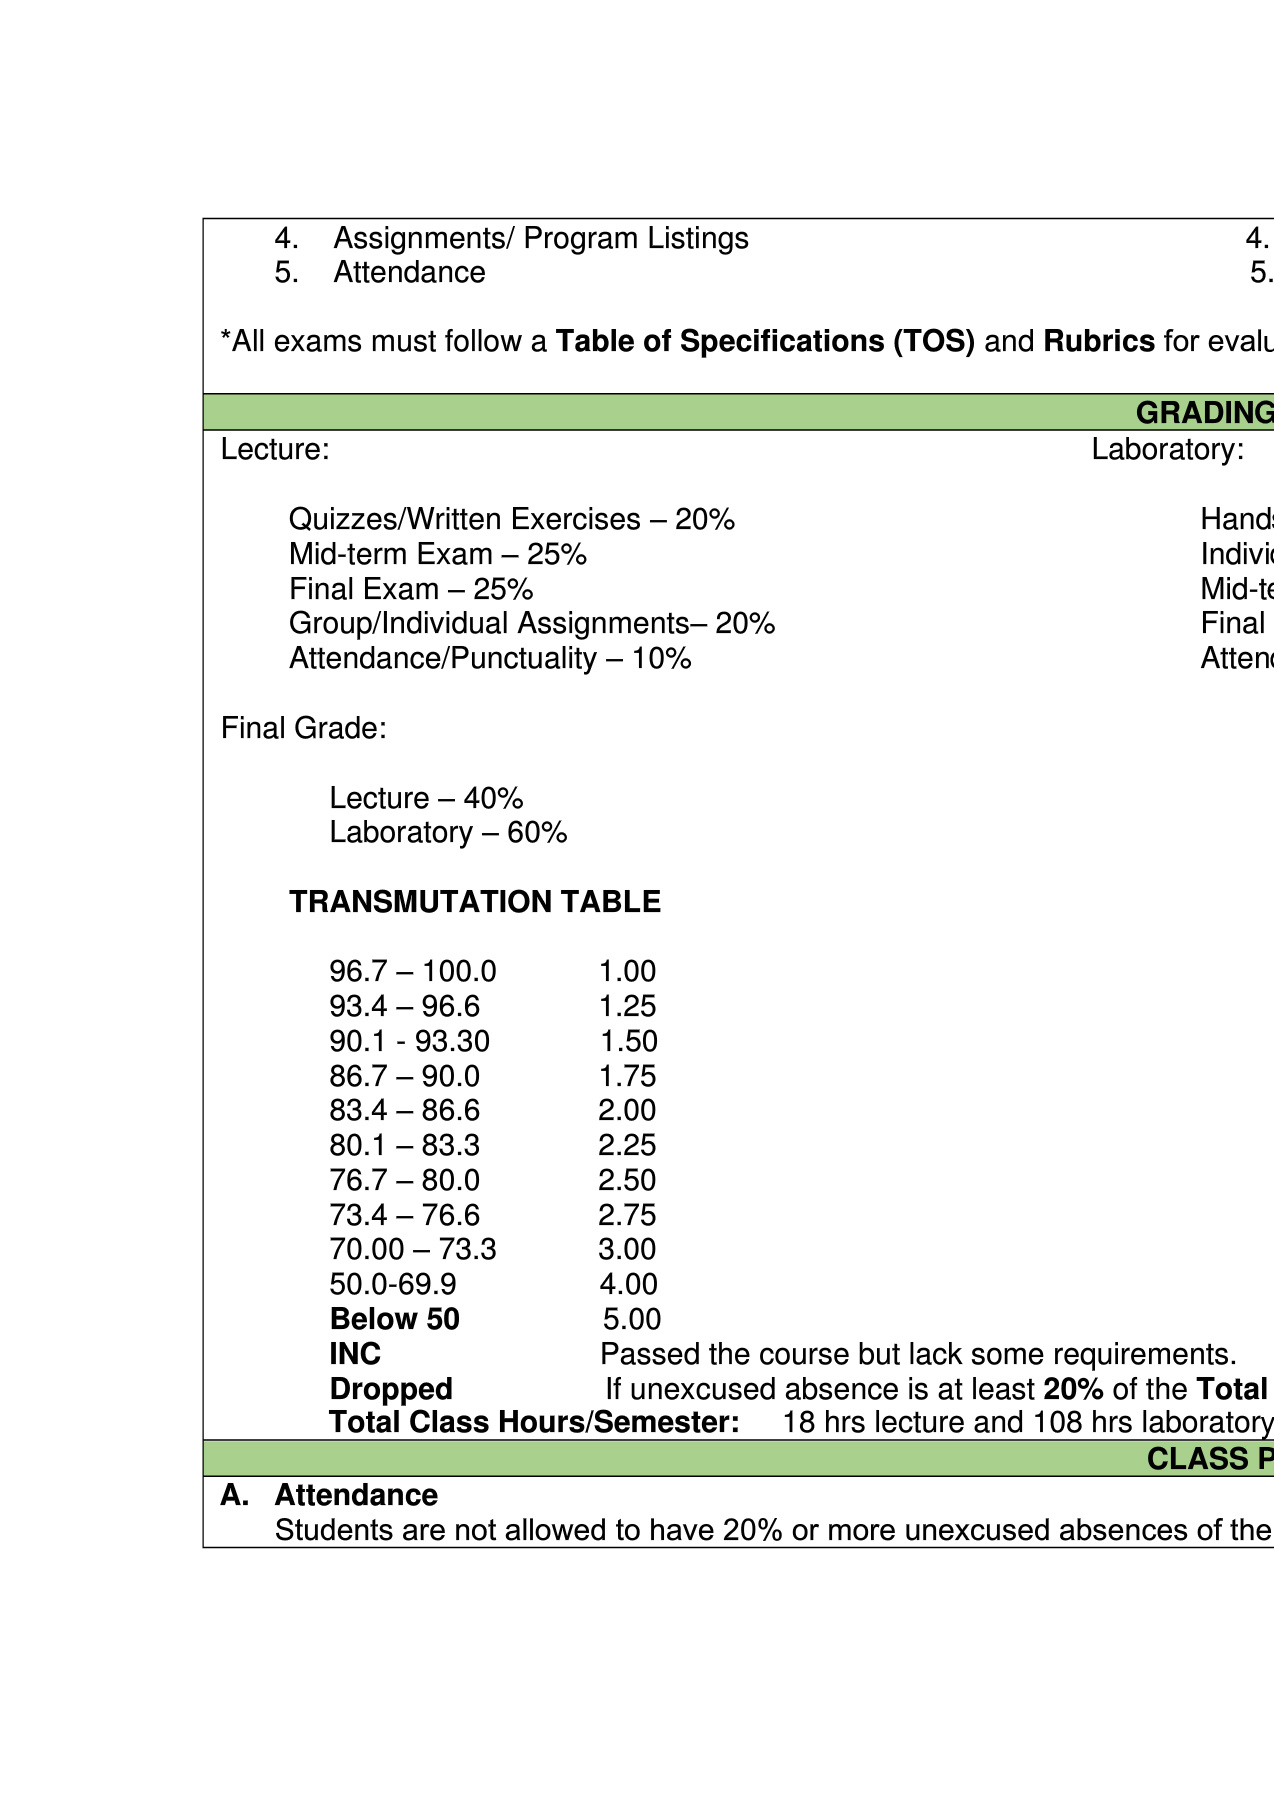 4. Assignments/ Program Listings 4.
5. Attendance 5.
*All exams must follow a Table of Specifications (TOS) and Rubrics for
GRADING
Lecture: Laboratory:
Quizzes/Written Exercises – 20%
Mid-term Exam – 25%
Final Exam – 25% Final
Group/Individual Assignments– 20%
Attendance/Punctuality – 10%
Final Grade:
Lecture – 40%
Laboratory – 60%
TRANSMUTATION TABLE
96.7 – 100.0 1.00
93.4 – 96.6 1.25
90.1 - 93.30 1.50
86.7 – 90.0 1.75
83.4 – 86.6 2.00
80.1 – 83.3 2.25
76.7 – 80.0 2.50
73.4 – 76.6 2.75
70.00 – 73.3 3.00
50.0-69.9 4.00
Below 50 5.00
INC Passed the course but lack some requirements.
Dropped If unexcused absence is at least 20% of the Total
Total Class Hours/Semester: 18 hrs lecture and 108 hrs laboratory
CLASS
A. Attendance
Students are not allowed to have 20% or more unexcused absences of the